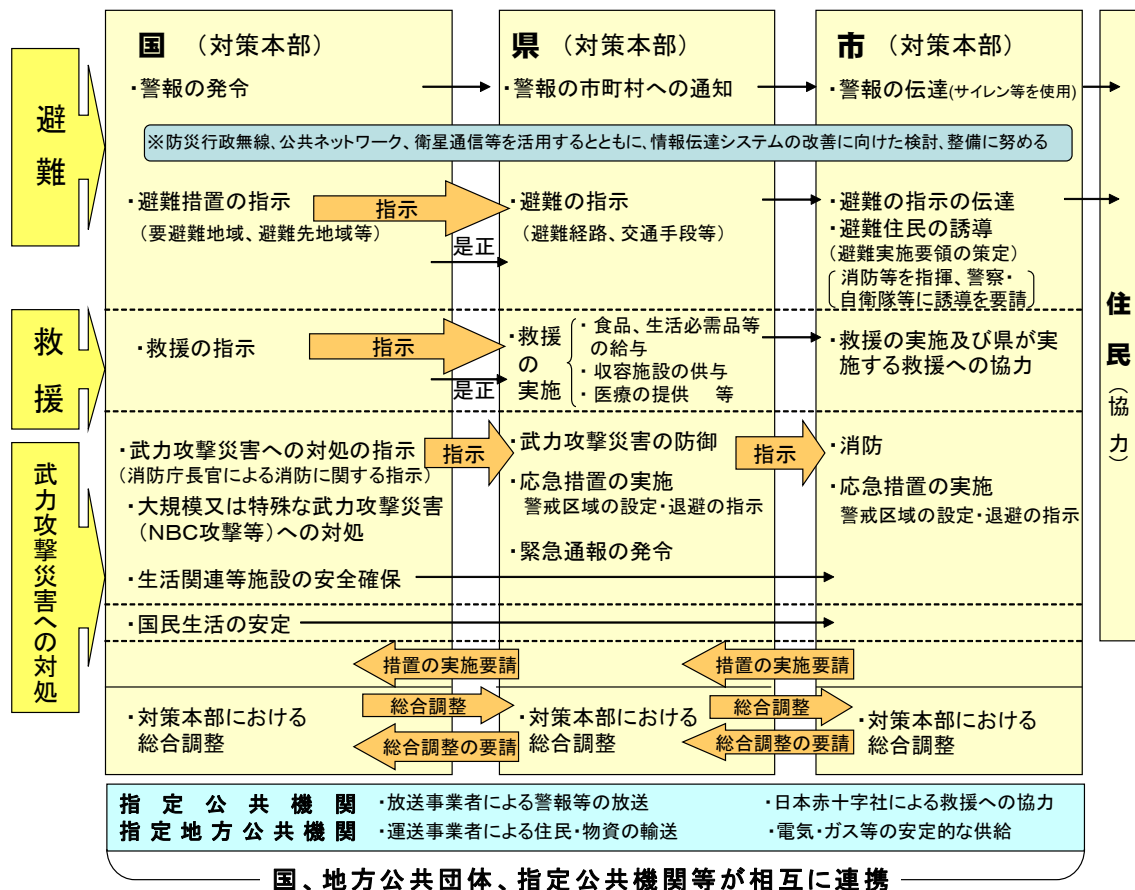 国 (対策本部)
・警報の発令
県 (対策本部)
・警報の市町村への通知
市 (対策本部)
・警報の伝達(サイレン等を使用)
避難
※防災行政無線、公共ネットワーク、衛星通信等を活用するとともに、情報伝達システムの改善に向けた検討、整備に努める
・避難措置の指示
(要避難地域、避難先地域等)
指示
是正
・避難の指示
(避難経路、交通手段等)
・避難の指示の伝達
・避難住民の誘導
(避難実施要領の策定)
消防等を指揮、警察・
自衛隊等に誘導を要請
住民(協力)
救援
・救援の指示
指示
是正
・救援の実施
・食品、生活必需品等
の給与
・収容施設の供与
・医療の提供 等
・救援の実施及び県が実
施する救援への協力
武力攻撃災害への対処
・武力攻撃災害への対処の指示
(消防庁長官による消防に関する指示)
・大規模又は特殊な武力攻撃災害
(NBC攻撃等)への対処
指示
・武力攻撃災害の防御
・応急措置の実施
警戒区域の設定・退避の指示
・緊急通報の発令
指示
・消防
・応急措置の実施
警戒区域の設定・退避の指示
・生活関連等施設の安全確保
・国民生活の安定
措置の実施要請
措置の実施要請
・対策本部における
総合調整
総合調整
総合調整の要請
・対策本部における
総合調整
総合調整
総合調整の要請
・対策本部における
総合調整
指定公共機関
・放送事業者による警報等の放送
・日本赤十字社による救援への協力
指定地方公共機関
・運送事業者による住民・物資の輸送
・電気・ガス等の安定的な供給
国、地方公共団体、指定公共機関等が相互に連携